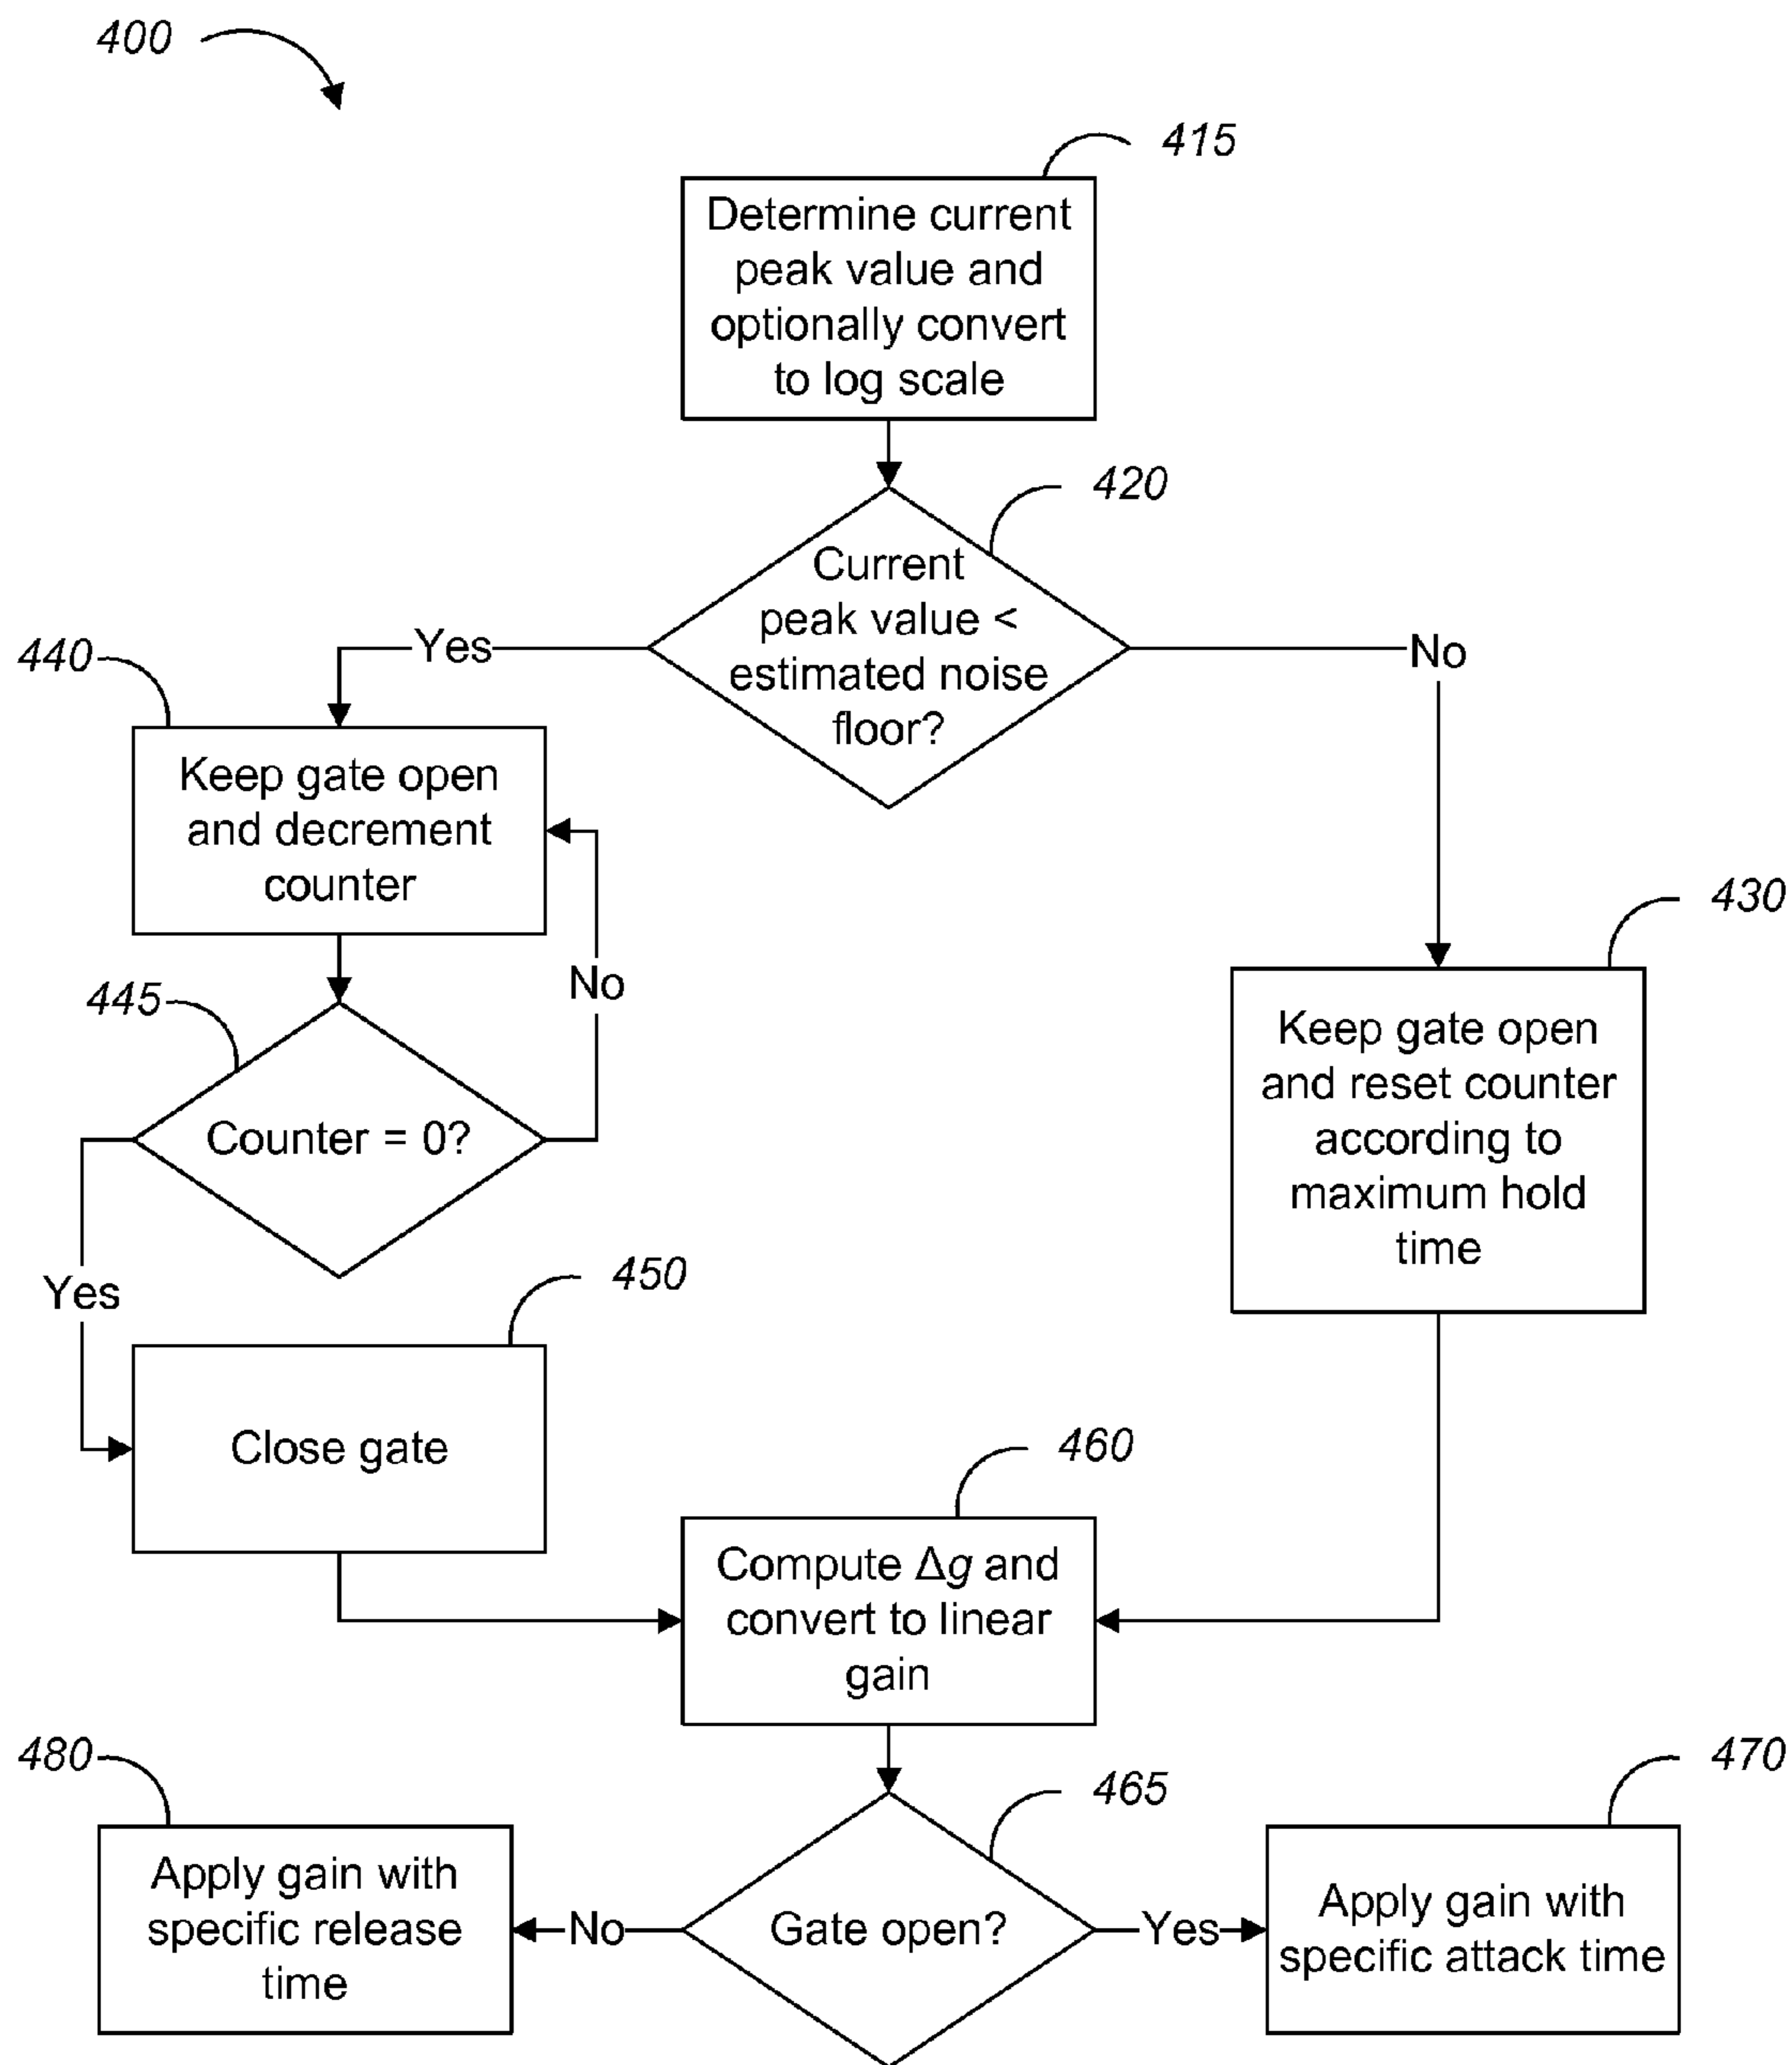 400
415
Determine current
peak value and
optionally convert
to log scale
420
Current
peak value <
estimated noise
floor?
Yes
No
440
Keep gate open
and decrement
counter
430
Keep gate open
and reset counter
according to
maximum hold
time
No
445
Counter = 0?
Yes
450
Close gate
460
Compute Δg and
convert to linear
gain
480
Apply gain with
specific release
time
465
Gate open?
No
Yes
470
Apply gain with
specific attack time